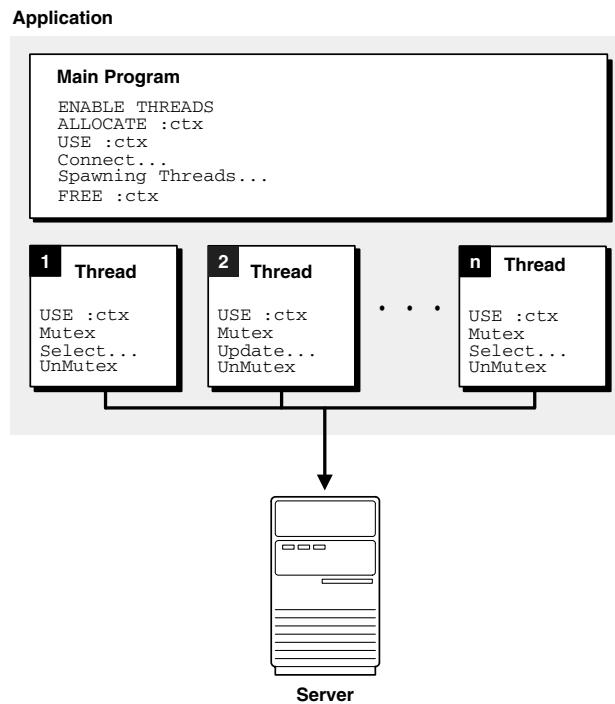 Application
Main Program
ENABLE THREADS
ALLOCATE :ctx
USE :ctx
Connect...
Spawning Threads...
FREE :ctx
1
Thread
USE :ctx
Mutex
Select...
UnMutex
2
Thread
USE :ctx
Mutex
Update...
UnMutex
. . .
n
Thread
USE :ctx
Mutex
Select...
UnMutex
Server